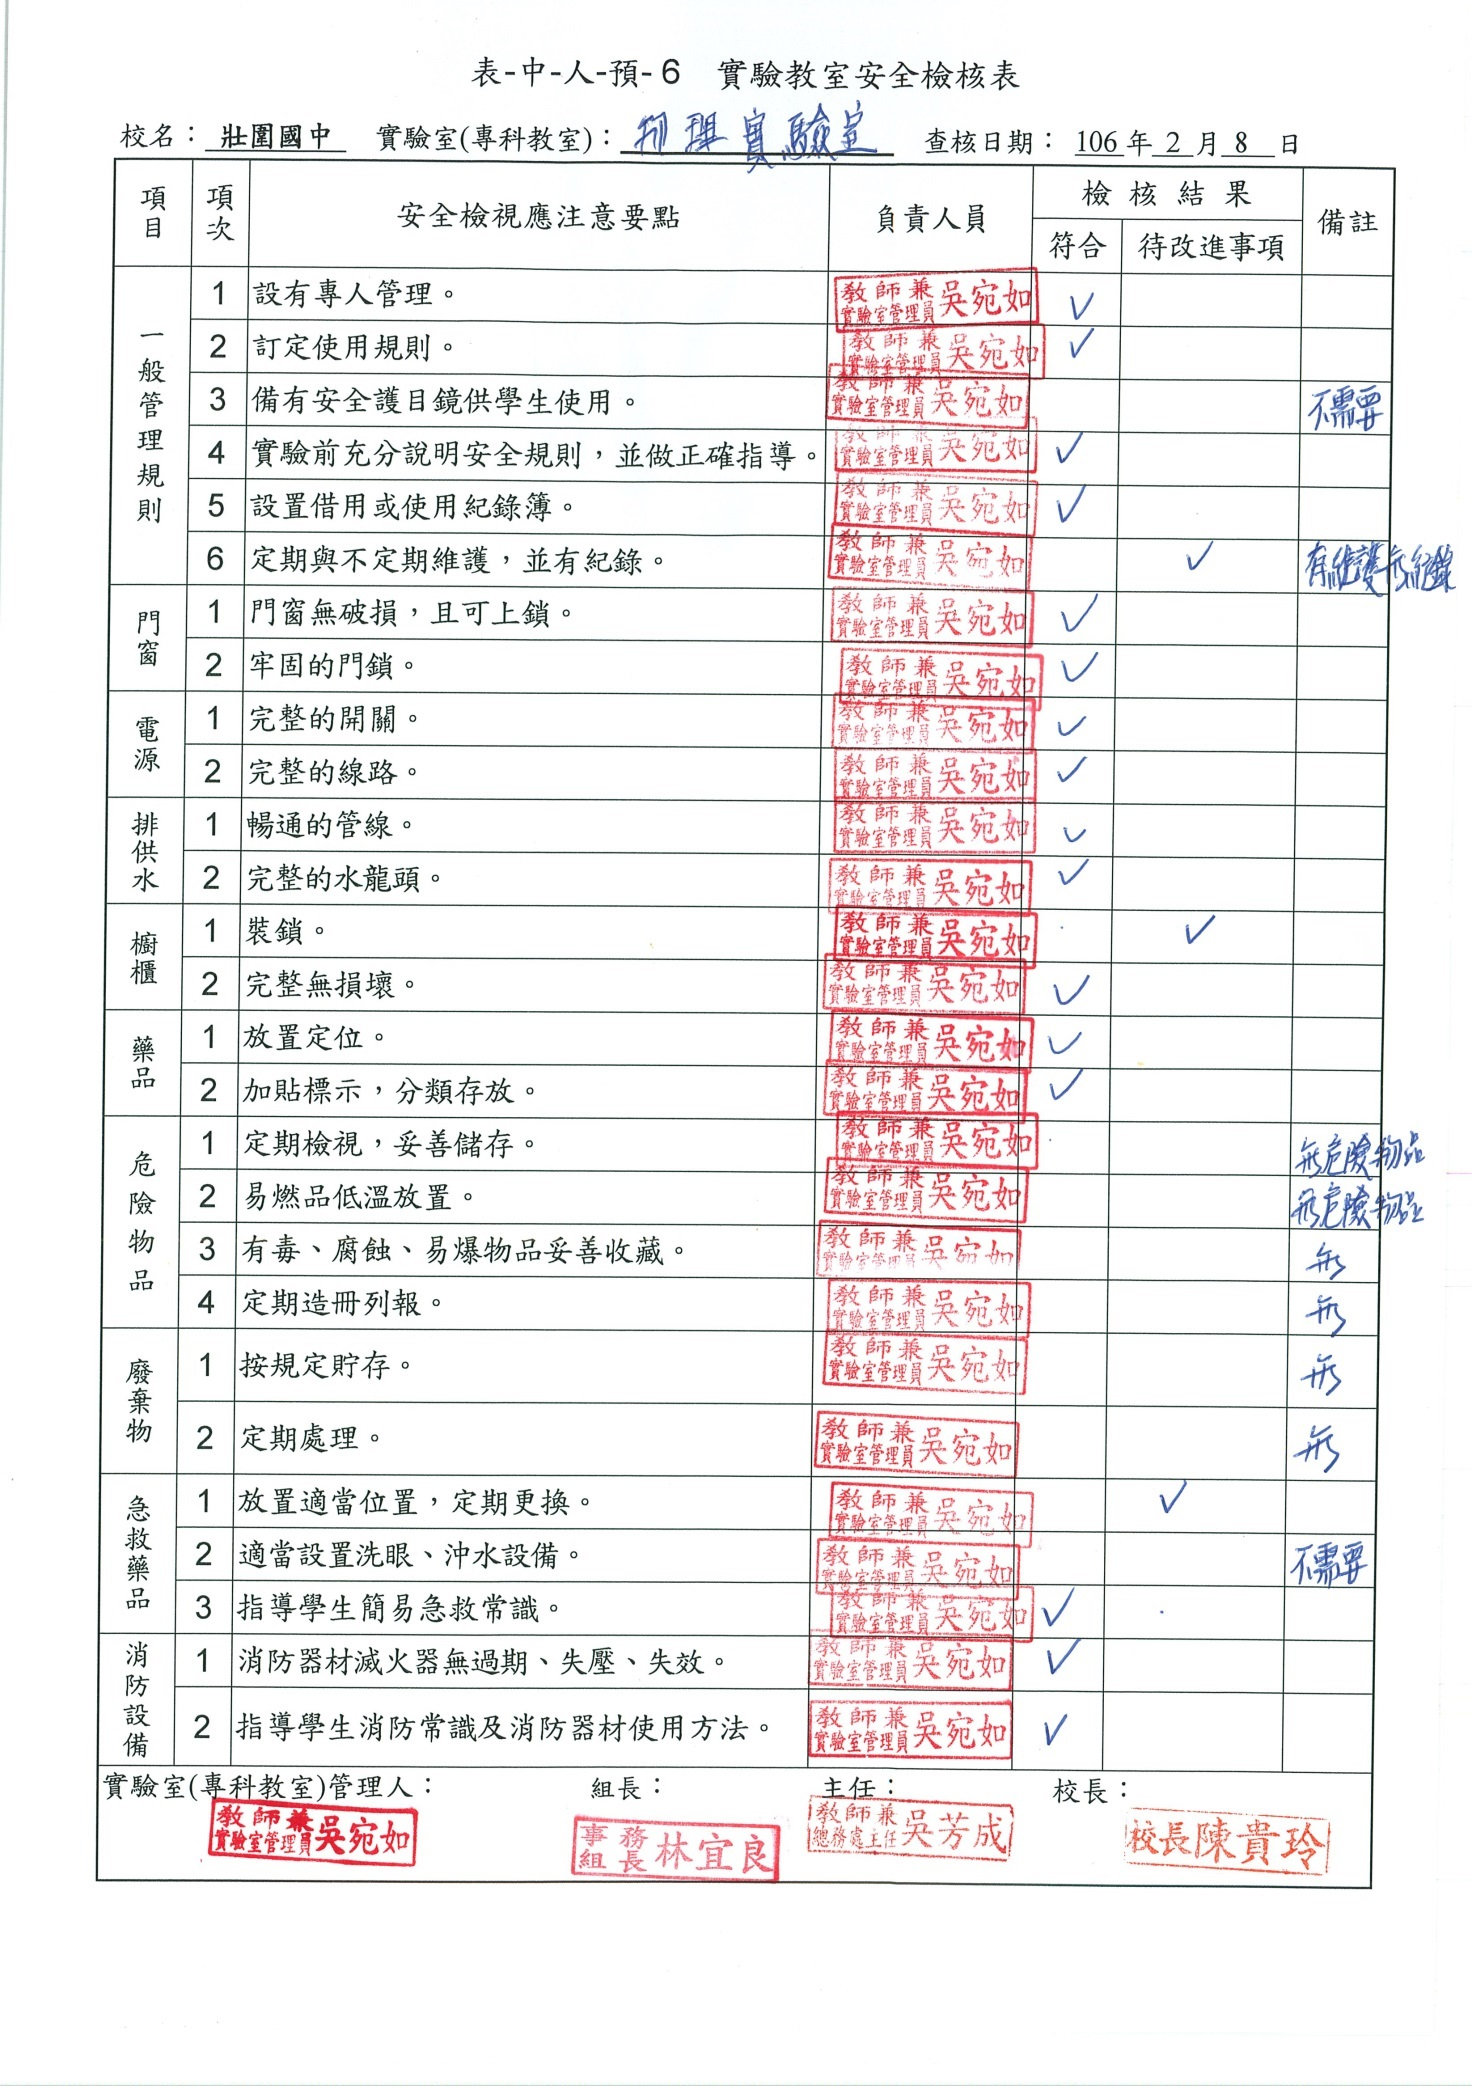 表-中-人-預-6 實驗教室安全檢核表
校名：壯圍國中 實驗室(專科教室)：物理實驗室 查核日期：106年2月8日
項目 項次 安全檢視應注意要點 負責人員 檢核結果 備註
符合 待改進事項
一般管理規則
1 設有專人管理。 教師兼實驗室管理員吳宛如 ✓
2 訂定使用規則。 教師兼實驗室管理員吳宛如 ✓
3 備有安全護目鏡供學生使用。 教師兼實驗室管理員吳宛如 不需要
4 實驗前充分說明安全規則，並做正確指導。 教師兼實驗室管理員吳宛如 ✓
5 設置借用或使用紀錄簿。 教師兼實驗室管理員吳宛如 ✓
6 定期與不定期維護，並有紀錄。 教師兼實驗室管理員吳宛如 ✓ 有維護無紀錄
門窗
1 門窗無破損，且可上鎖。 教師兼實驗室管理員吳宛如 ✓
2 牢固的門鎖。 教師兼實驗室管理員吳宛如 ✓
電源
1 完整的開關。 教師兼實驗室管理員吳宛如 ✓
2 完整的線路。 教師兼實驗室管理員吳宛如 ✓
排供水
1 暢通的管線。 教師兼實驗室管理員吳宛如 ✓
2 完整的水龍頭。 教師兼實驗室管理員吳宛如 ✓
櫥櫃
1 裝鎖。 教師兼實驗室管理員吳宛如 ✓
2 完整無損壞。 教師兼實驗室管理員吳宛如 ✓
藥品
1 放置定位。 教師兼實驗室管理員吳宛如 ✓
2 加貼標示，分類存放。 教師兼實驗室管理員吳宛如 ✓
危險物品
1 定期檢視，妥善儲存。 教師兼實驗室管理員吳宛如 無危險物品
2 易燃品低溫放置。 教師兼實驗室管理員吳宛如 無危險物品
3 有毒、腐蝕、易爆物品妥善收藏。 教師兼實驗室管理員吳宛如 無
4 定期造冊列報。 教師兼實驗室管理員吳宛如 無
廢棄物
1 按規定貯存。 教師兼實驗室管理員吳宛如 無
2 定期處理。 教師兼實驗室管理員吳宛如 無
急救藥品
1 放置適當位置，定期更換。 教師兼實驗室管理員吳宛如 ✓
2 適當設置洗眼、沖水設備。 教師兼實驗室管理員吳宛如 不需要
3 指導學生簡易急救常識。 教師兼實驗室管理員吳宛如 ✓
消防設備
1 消防器材滅火器無過期、失壓、失效。 教師兼實驗室管理員吳宛如 ✓
2 指導學生消防常識及消防器材使用方法。 教師兼實驗室管理員吳宛如 ✓
實驗室(專科教室)管理人： 組長： 主任： 校長：
教師兼實驗室管理員吳宛如 事務組長林宜良 教師兼總務處主任吳芳成 校長陳貴玲